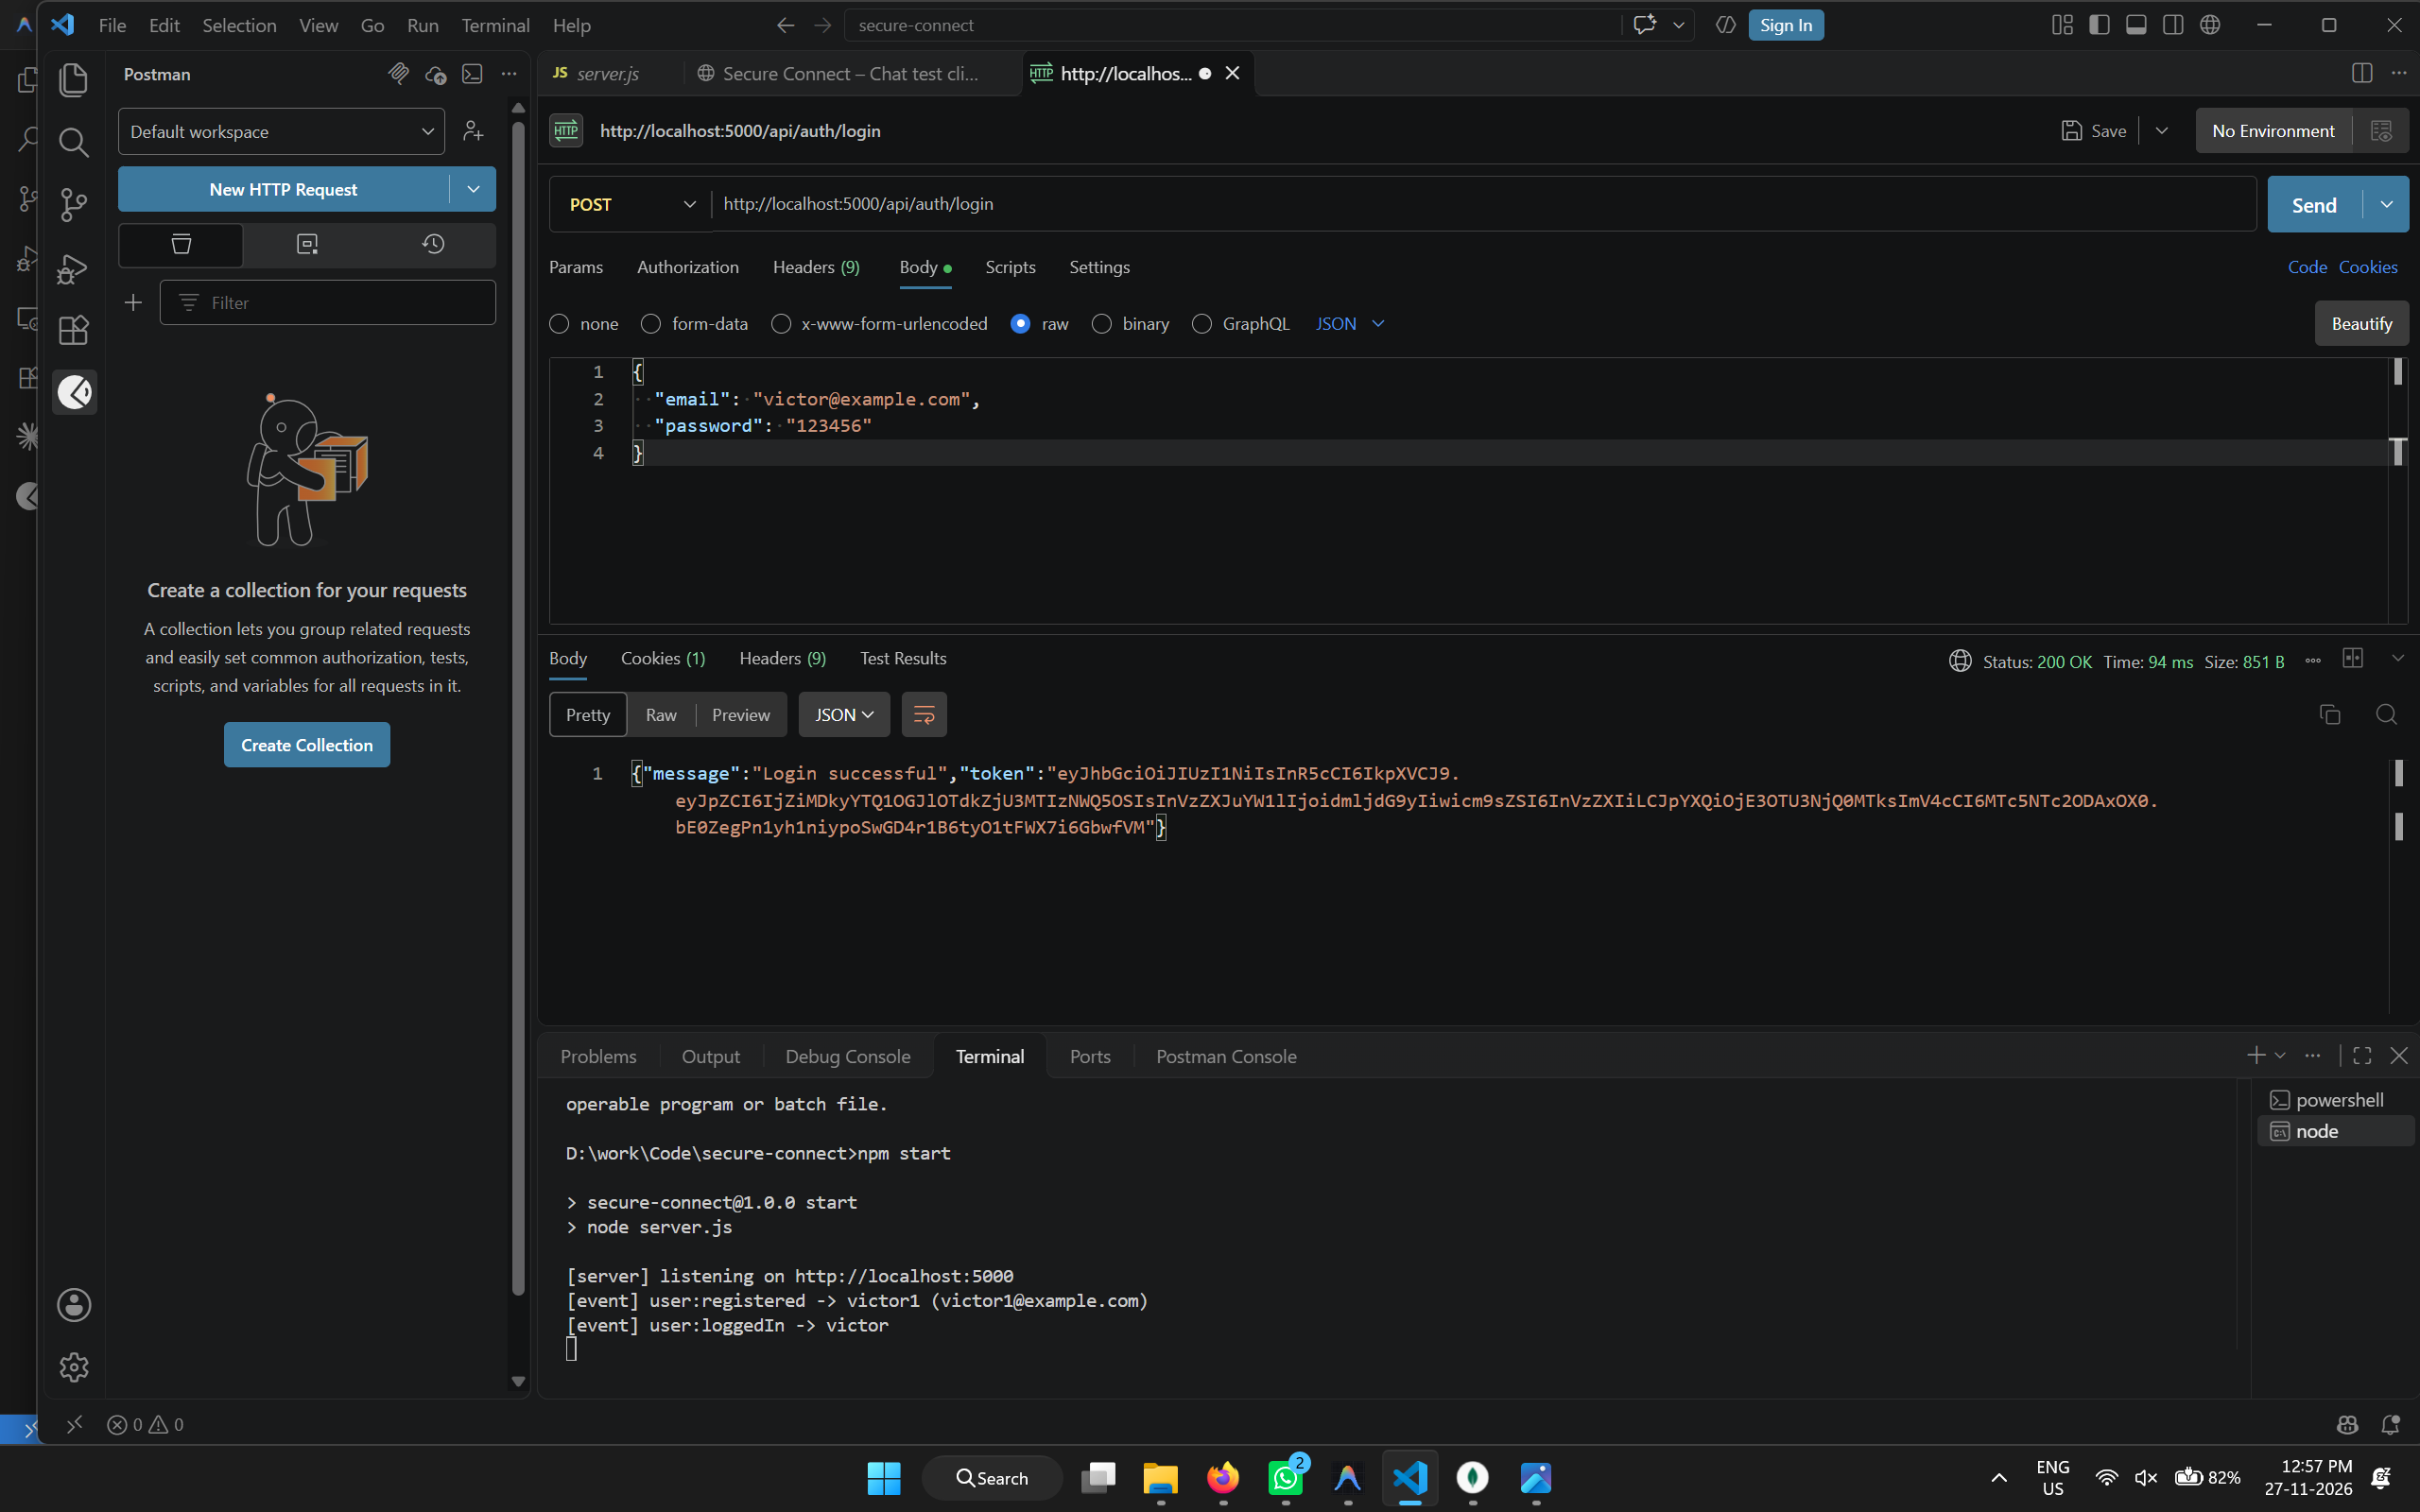 File Edit Selection View Go Run Terminal Help
secure-connect
Sign In
Postman
JS server.js
Secure Connect – Chat test cli...
HTTP http://localhos...
Default workspace
HTTP http://localhost:5000/api/auth/login
Save
No Environment
New HTTP Request
POST http://localhost:5000/api/auth/login
Send
Params Authorization Headers (9) Body Scripts Settings
Code Cookies
Filter
none form-data x-www-form-urlencoded raw binary GraphQL JSON
Beautify
1 {
2 "email": "victor@example.com",
3 "password": "123456"
4 }
Create a collection for your requests
A collection lets you group related requests
and easily set common authorization, tests,
scripts, and variables for all requests in it.
Create Collection
Body Cookies (1) Headers (9) Test Results
Status: 200 OK Time: 94 ms Size: 851 B
Pretty Raw Preview JSON
1 {"message":"Login successful","token":"eyJhbGciOiJIUzI1NiIsInR5cCI6IkpXVCJ9.
eyJpZCI6IjZiMDkyYTQ1OGJlOTdkZjU3MTIzNWQ5OSIsInVzZXJuYW1lIjoidmljdG9yIiwicm9sZSI6InVzZXIiLCJpYXQiOjE3OTU3NjQ0MTksImV4cCI6MTc5NTc2ODAxOX0.
bE0ZegPn1yh1niypoSwGD4r1B6tyO1tFWX7i6GbwfVM"}
Problems Output Debug Console Terminal Ports Postman Console
operable program or batch file.
D:\work\Code\secure-connect>npm start
> secure-connect@1.0.0 start
> node server.js
[server] listening on http://localhost:5000
[event] user:registered -> victor1 (victor1@example.com)
[event] user:loggedIn -> victor
powershell
node
0 0
Search
2
ENG
US
82%
12:57 PM
27-11-2026